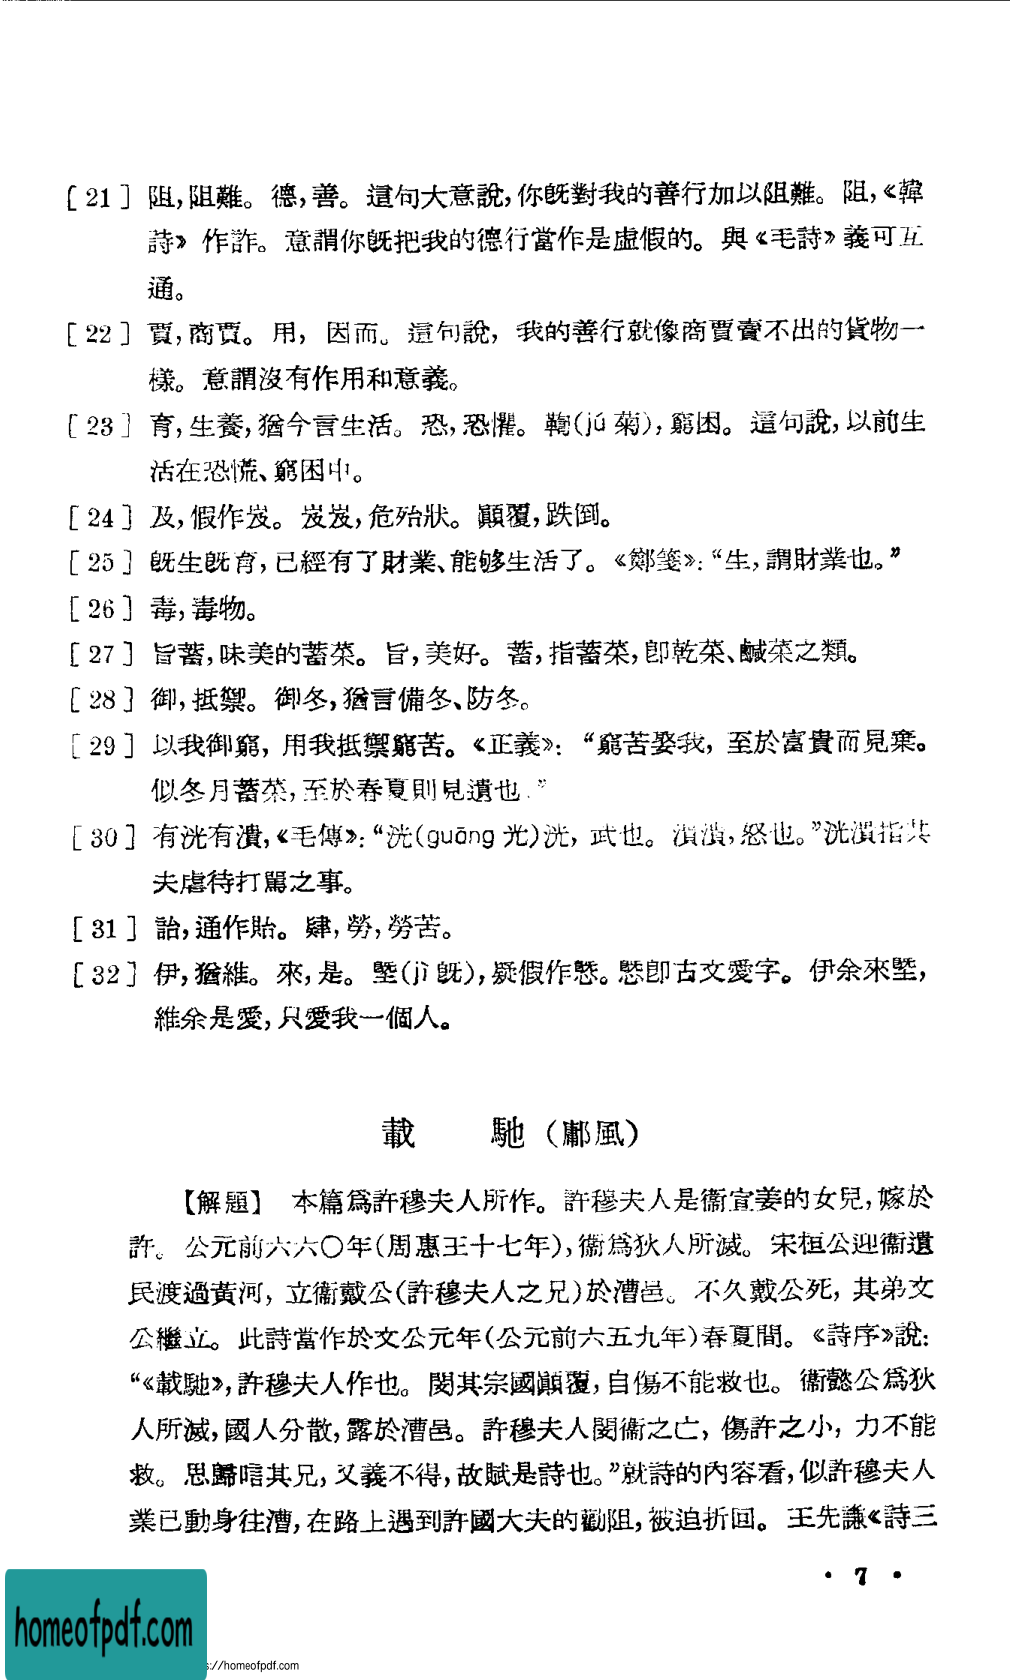 [21] 阻,阻難。德,善。這句大意說,你旣對我的善行加以阻難。阻,《韓
詩》作詐。意謂你旣把我的德行當作是虛假的。與《毛詩》義可互
通。
[22] 賈,商賈。用,因而。這句說,我的善行就像商賈賣不出的貨物一
樣。意謂沒有作用和意義。
[23] 育,生養,猶今言生活。恐,恐懼。鞫(jú 菊),窮困。這句說,以前生
活在恐慌、窮困中。
[24] 及,假作岌。岌岌,危殆狀。顚覆,跌倒。
[25] 旣生旣育,已經有了財業、能够生活了。《鄭箋》:“生,謂財業也。”
[26] 毒,毒物。
[27] 旨蓄,味美的蓄菜。旨,美好。蓄,指蓄菜,卽乾菜、鹹菜之類。
[28] 御,抵禦。御冬,猶言備冬、防冬。
[29] 以我御窮,用我抵禦窮苦。《正義》:“窮苦娶我,至於富貴而見棄。
似冬月蓄菜,至於春夏則見遺也.”
[30] 有洸有潰,《毛傳》:“洸(guāng 光)洸,武也。潰潰,怒也。”洸潰指其
夫虐待打駡之事。
[31] 詒,通作貽。肄,勞,勞苦。
[32] 伊,猶維。來,是。墍(jì 旣),疑假作㤅。㤅卽古文愛字。伊余來墍,
維余是愛,只愛我一個人。
載 馳(鄘風)
【解題】 本篇爲許穆夫人所作。許穆夫人是衞宣姜的女兒,嫁於
許。公元前六六〇年(周惠王十七年),衞爲狄人所滅。宋桓公迎衞遺
民渡過黃河,立衞戴公(許穆夫人之兄)於漕邑。不久戴公死,其弟文
公繼立。此詩當作於文公元年(公元前六五九年)春夏間。《詩序》說:
“《載馳》,許穆夫人作也。閔其宗國顚覆,自傷不能救也。衞懿公爲狄
人所滅,國人分散,露於漕邑。許穆夫人閔衞之亡,傷許之小,力不能
救。思歸唁其兄,又義不得,故賦是詩也。”就詩的內容看,似許穆夫人
業已動身往漕,在路上遇到許國大夫的勸阻,被迫折回。王先謙《詩三
· 7 ·
homeofpdf.com
s://homeofpdf.com